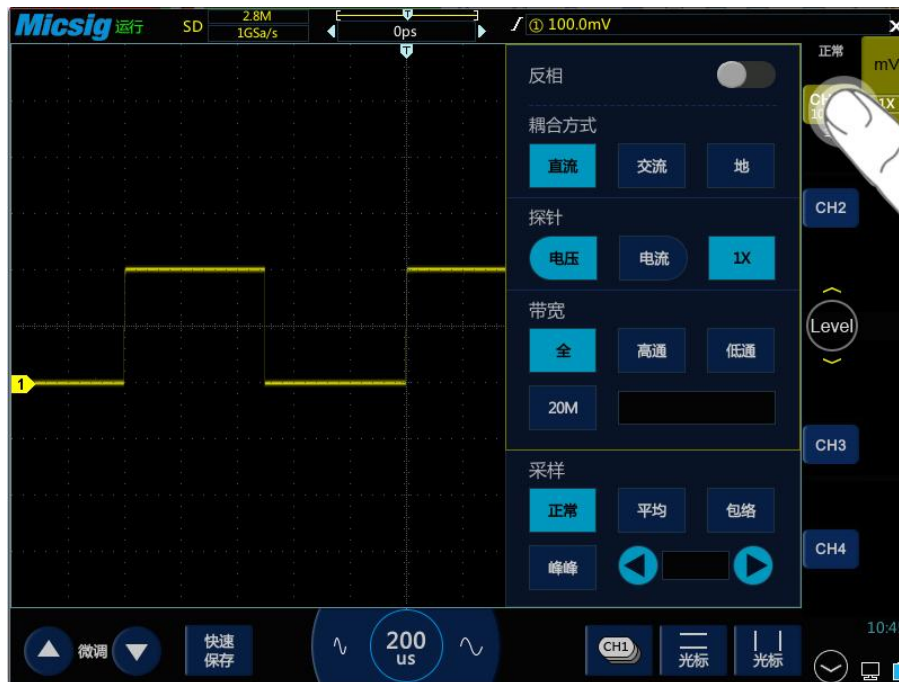 Micsig 运行 SD 2.8M 1GSa/s 0ps ① 100.0mV
T
反相
耦合方式
直流 交流 地
探针
电压 电流 1X
带宽
全 高通 低通
20M
采样
正常 平均 包络
峰峰
正常
mV
1X
CH2
Level
CH3
CH4
1
微调
快速
保存
200
us
CH1
光标
光标